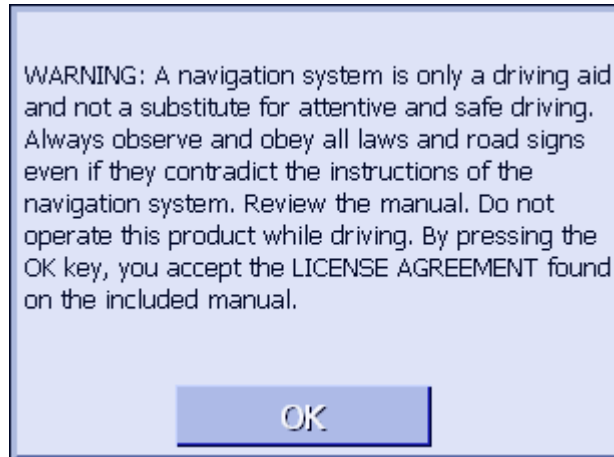 WARNING: A navigation system is only a driving aid
and not a substitute for attentive and safe driving.
Always observe and obey all laws and road signs
even if they contradict the instructions of the
navigation system. Review the manual. Do not
operate this product while driving. By pressing the
OK key, you accept the LICENSE AGREEMENT found
on the included manual.
OK